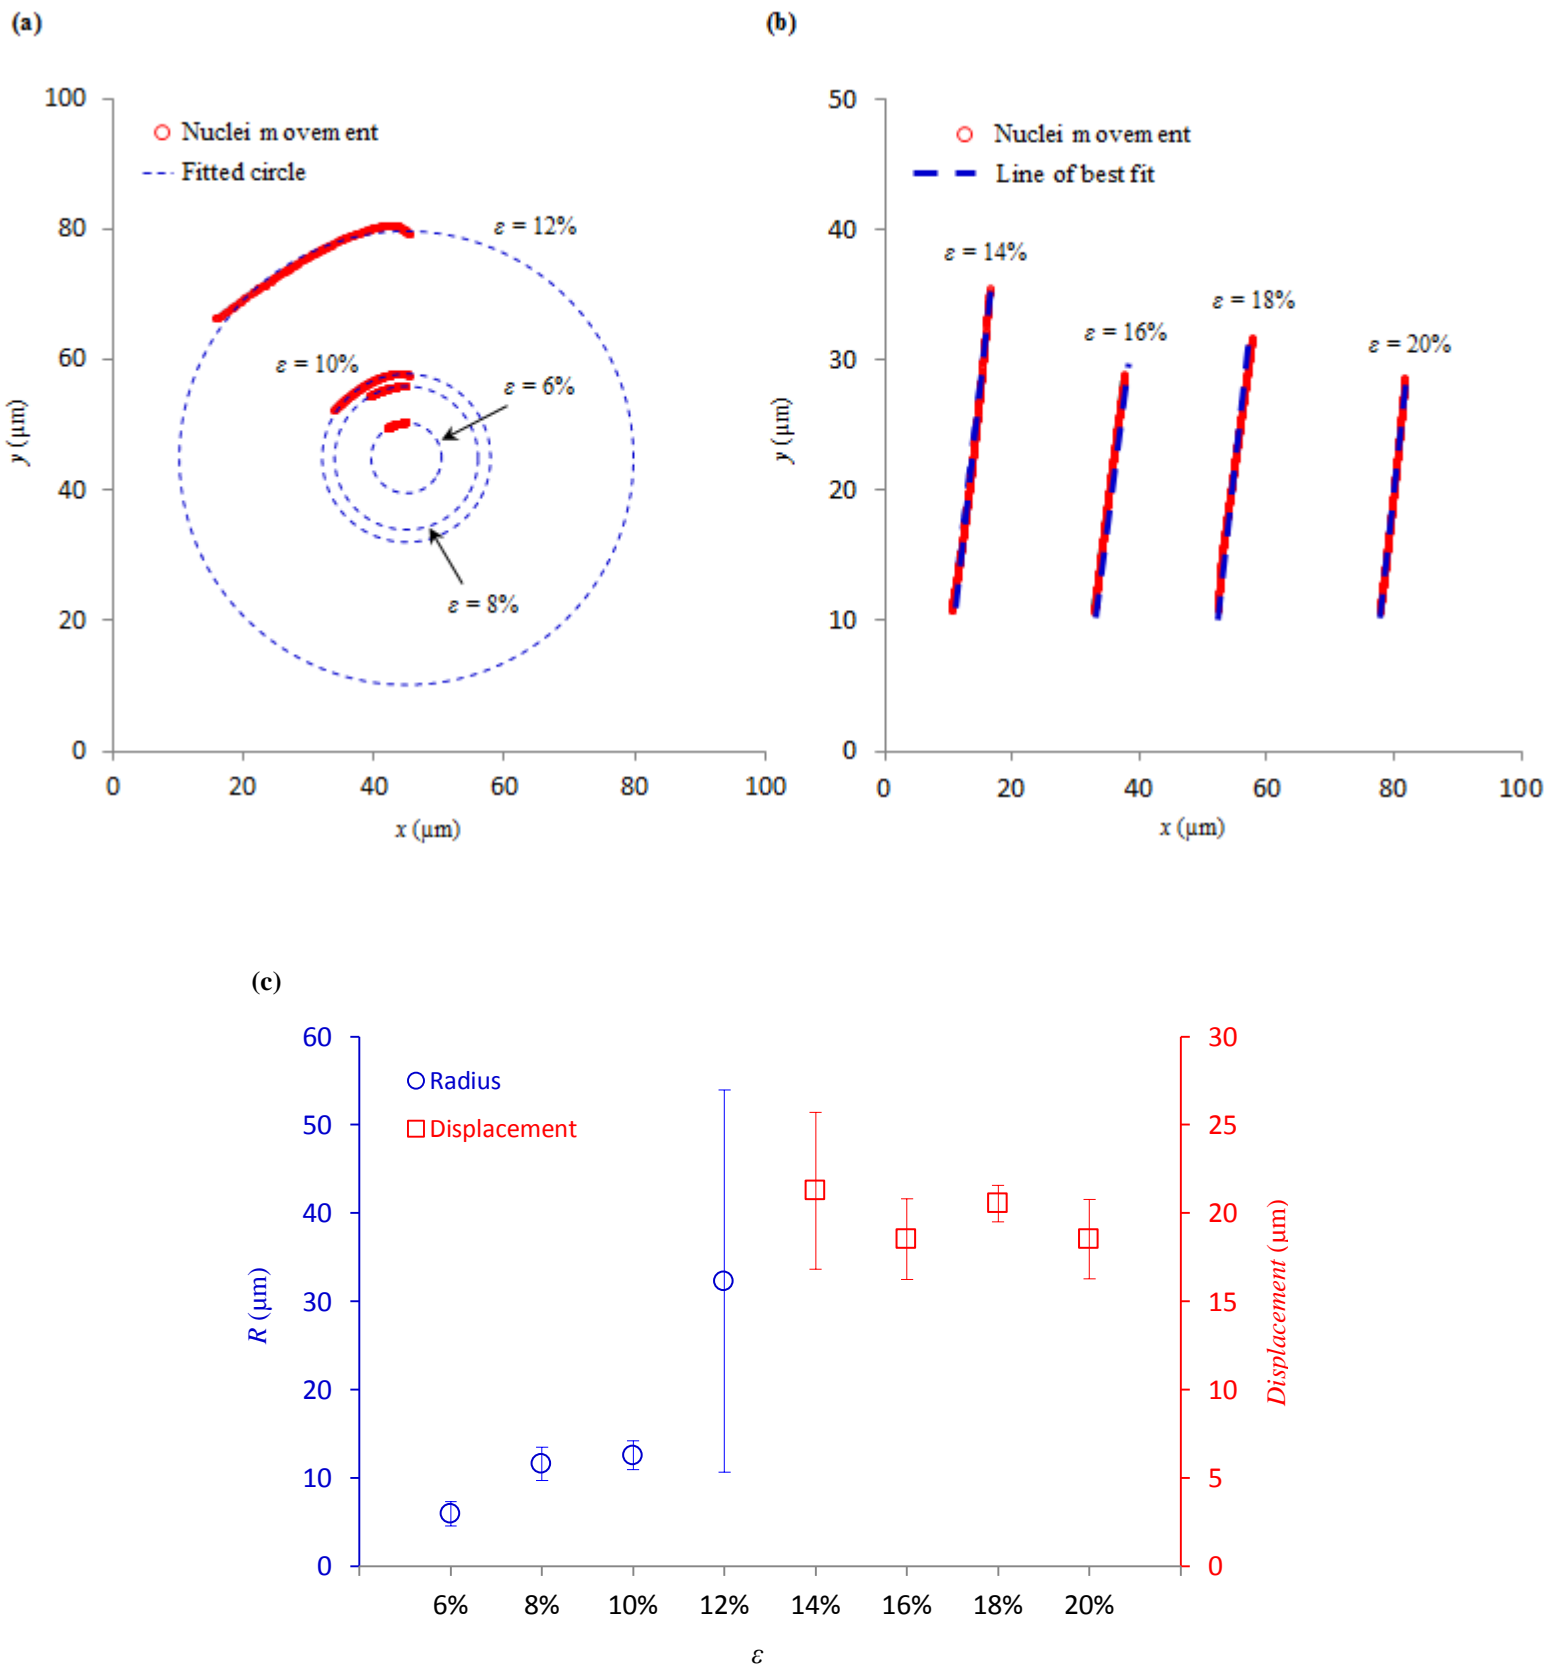 (a)
100
80
60
40
20
0
0 20 40 60 80 100
y (μm)
x (μm)
Nuclei movement
Fitted circle
ε = 12%
ε = 10%
ε = 6%
ε = 8%
(b)
50
40
30
20
10
0
0 20 40 60 80 100
y (μm)
x (μm)
Nuclei movement
Line of best fit
ε = 14%
ε = 16%
ε = 18%
ε = 20%
(c)
60
50
40
30
20
10
0
R (μm)
Radius
Displacement
30
25
20
15
10
5
0
Displacement (μm)
6% 8% 10% 12% 14% 16% 18% 20%
ε